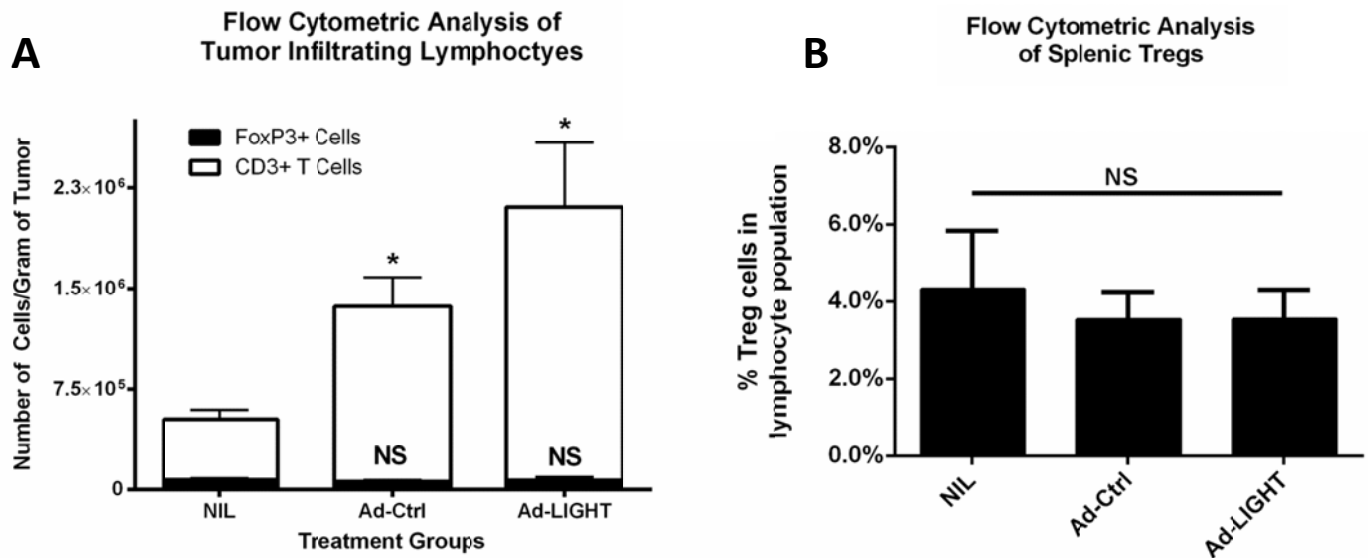 A
Flow Cytometric Analysis of
Tumor Infiltrating Lymphoctyes
Number of Cells/Gram of Tumor
FoxP3+ Cells
CD3+ T Cells
2.3×10⁶
1.5×10⁶
7.5×10⁵
0
*
*
NS
NS
NIL
Ad-Ctrl
Ad-LIGHT
Treatment Groups
B
Flow Cytometric Analysis
of Splenic Tregs
% Treg cells in
lymphocyte population
8.0%
6.0%
4.0%
2.0%
0.0%
NS
NIL
Ad-Ctrl
Ad-LIGHT